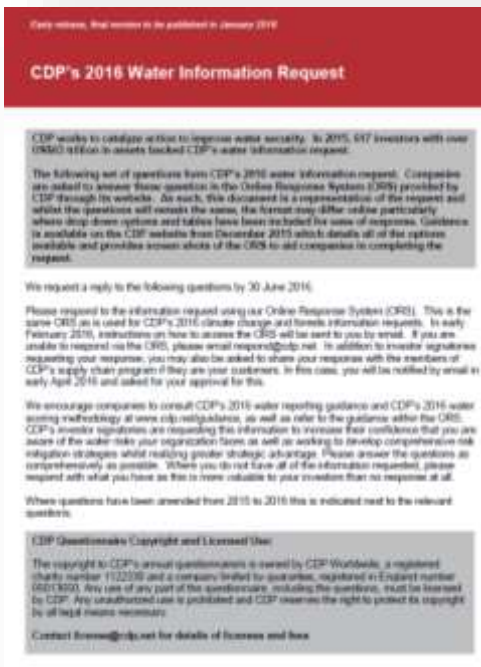 Early release, final version to be published in January 2016
CDP's 2016 Water Information Request
CDP works to catalyze action to improve water security. In 2015, 617 investors with over
US$63 trillion in assets backed CDP's water information request.
The following set of questions form CDP's 2016 water information request. Companies
are asked to answer these question in the Online Response System (ORS) provided by
CDP through its website. As such, this document is a representation of the request and
whilst the questions will remain the same, the format may differ online particularly
where drop down options and tables have been included for ease of response. Guidance
is available on the CDP website from December 2015 which details all of the options
available and provides screen shots of the ORS to aid companies in completing the
request.
We request a reply to the following questions by 30 June 2016.
Please respond to the information request using our Online Response System (ORS). This is the
same ORS as is used for CDP's 2016 climate change and forests information requests. In early
February 2016, instructions on how to access the ORS will be sent to you by email. If you are
unable to respond via the ORS, please email respond@cdp.net. In addition to investor signatories
requesting your response, you may also be asked to share your response with the members of
CDP's supply chain program if they are your customers. In this case, you will be notified by email in
early April 2016 and asked for your approval for this.
We encourage companies to consult CDP's 2016 water reporting guidance and CDP's 2016 water
scoring methodology at www.cdp.net/guidance, as well as refer to the guidance within the ORS.
CDP's investor signatories are requesting this information to increase their confidence that you are
aware of the water risks your organization faces as well as working to develop comprehensive risk
mitigation strategies whilst realizing greater strategic advantage. Please answer the questions as
comprehensively as possible. Where you do not have all of the information requested, please
respond with what you have as this is more valuable to your investors than no response at all.
Where questions have been amended from 2015 to 2016 this is indicated next to the relevant
questions.
CDP Questionnaire Copyright and Licensed Use:
The copyright to CDP's annual questionnaires is owned by CDP Worldwide, a registered
charity number 1122330 and a company limited by guarantee, registered in England number
05013650. Any use of any part of the questionnaire, including the questions, must be licensed
by CDP. Any unauthorized use is prohibited and CDP reserves the right to protect its copyright
by all legal means necessary.
Contact license@cdp.net for details of licenses and fees